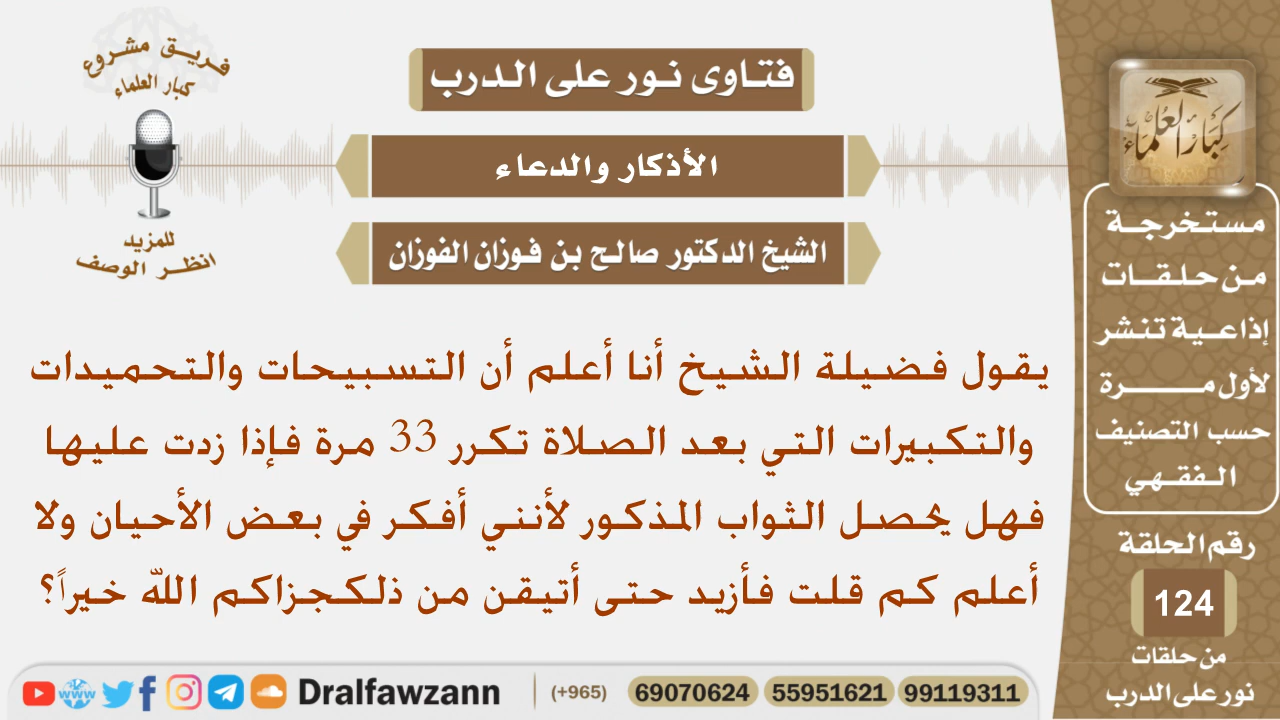 فريق مشروع
كبار العلماء
للمزيد
انظر الوصف
فتاوى نور على الدرب
الأذكار والدعاء
الشيخ الدكتور صالح بن فوزان الفوزان
يقول فضيلة الشيخ أنا أعلم أن التسبيحات والتحميدات
والتكبيرات التي بعد الصلاة تكرر 33 مرة فإذا زدت عليها
فهل يحصل الثواب المذكور لأنني أفكر في بعض الأحيان ولا
أعلم كم قلت فأزيد حتى أتيقن من ذلكجزاكم الله خيراً؟
كبار العلماء
مستخرجة
من حلقات
إذاعية تنشر
لأول مرة
حسب التصنيف
الفقهي
رقم الحلقة
124
من حلقات
نور على الدرب
www Dralfawzann (+965) 69070624 55951621 99119311